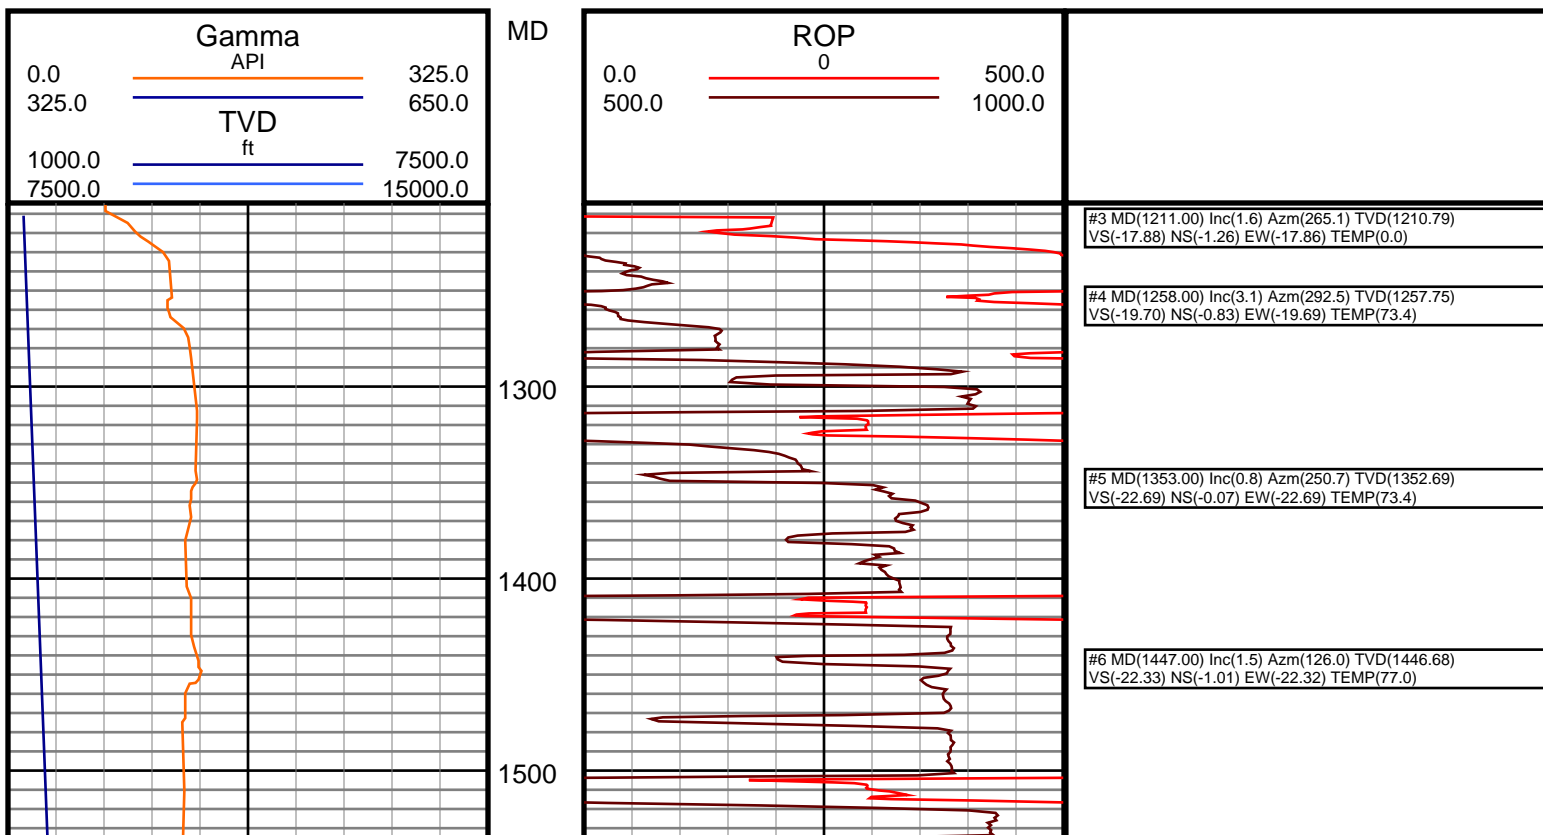 Gamma
API
0.0 325.0
325.0 650.0
TVD
ft
1000.0 7500.0
7500.0 15000.0
MD
ROP
0
0.0 500.0
500.0 1000.0
#3 MD(1211.00) Inc(1.6) Azm(265.1) TVD(1210.79)
VS(-17.88) NS(-1.26) EW(-17.86) TEMP(0.0)
#4 MD(1258.00) Inc(3.1) Azm(292.5) TVD(1257.75)
VS(-19.70) NS(-0.83) EW(-19.69) TEMP(73.4)
1300
#5 MD(1353.00) Inc(0.8) Azm(250.7) TVD(1352.69)
VS(-22.69) NS(-0.07) EW(-22.69) TEMP(73.4)
1400
#6 MD(1447.00) Inc(1.5) Azm(126.0) TVD(1446.68)
VS(-22.33) NS(-1.01) EW(-22.32) TEMP(77.0)
1500